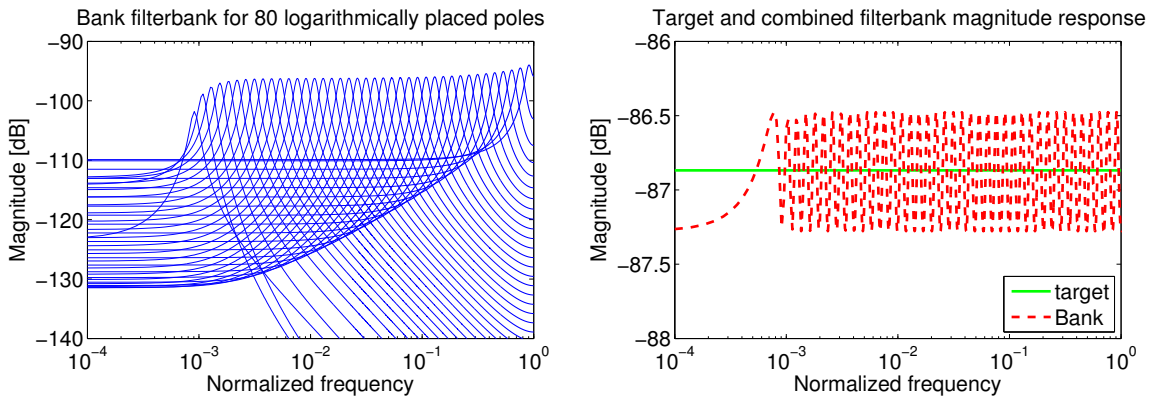 Bank filterbank for 80 logarithmically placed poles
−90
−100
−110
−120
−130
−140
Magnitude [dB]
10^−4
10^−3
10^−2
10^−1
10^0
Normalized frequency
Target and combined filterbank magnitude response
−86
−86.5
−87
−87.5
−88
Magnitude [dB]
target
Bank
10^−4
10^−3
10^−2
10^−1
10^0
Normalized frequency